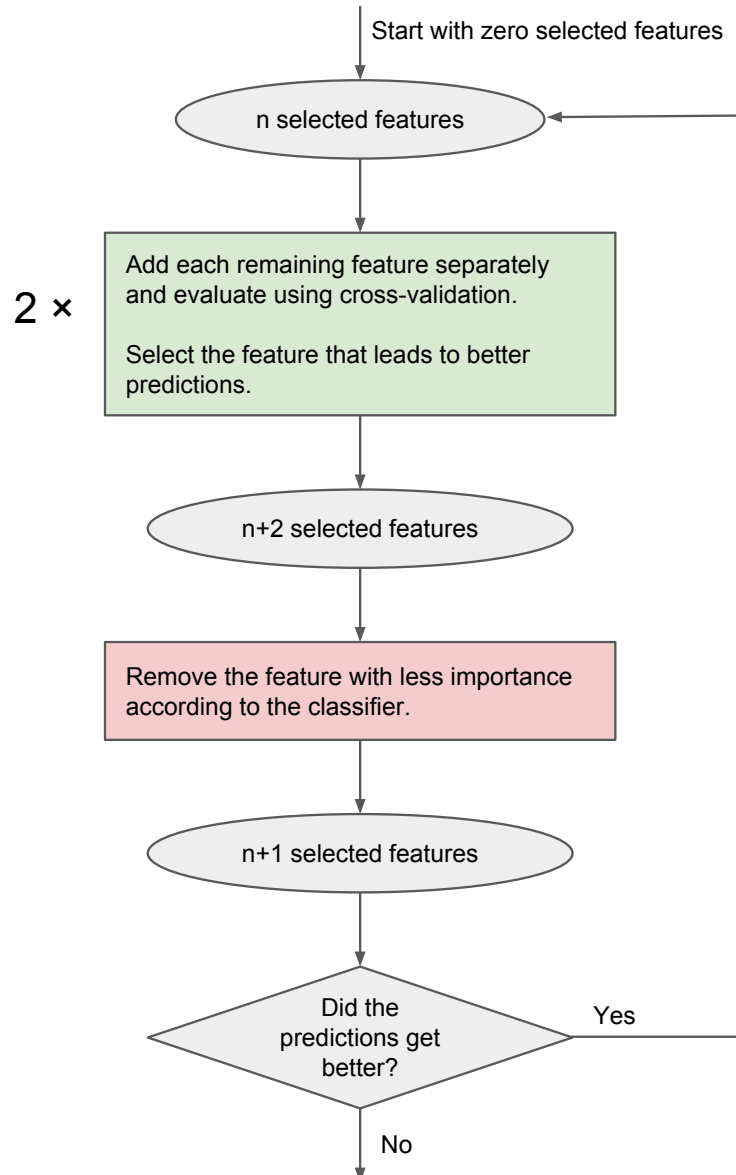 Start with zero selected features
n selected features
2 ×
Add each remaining feature separately
and evaluate using cross-validation.
Select the feature that leads to better
predictions.
n+2 selected features
Remove the feature with less importance
according to the classifier.
n+1 selected features
Did the
predictions get
better?
Yes
No